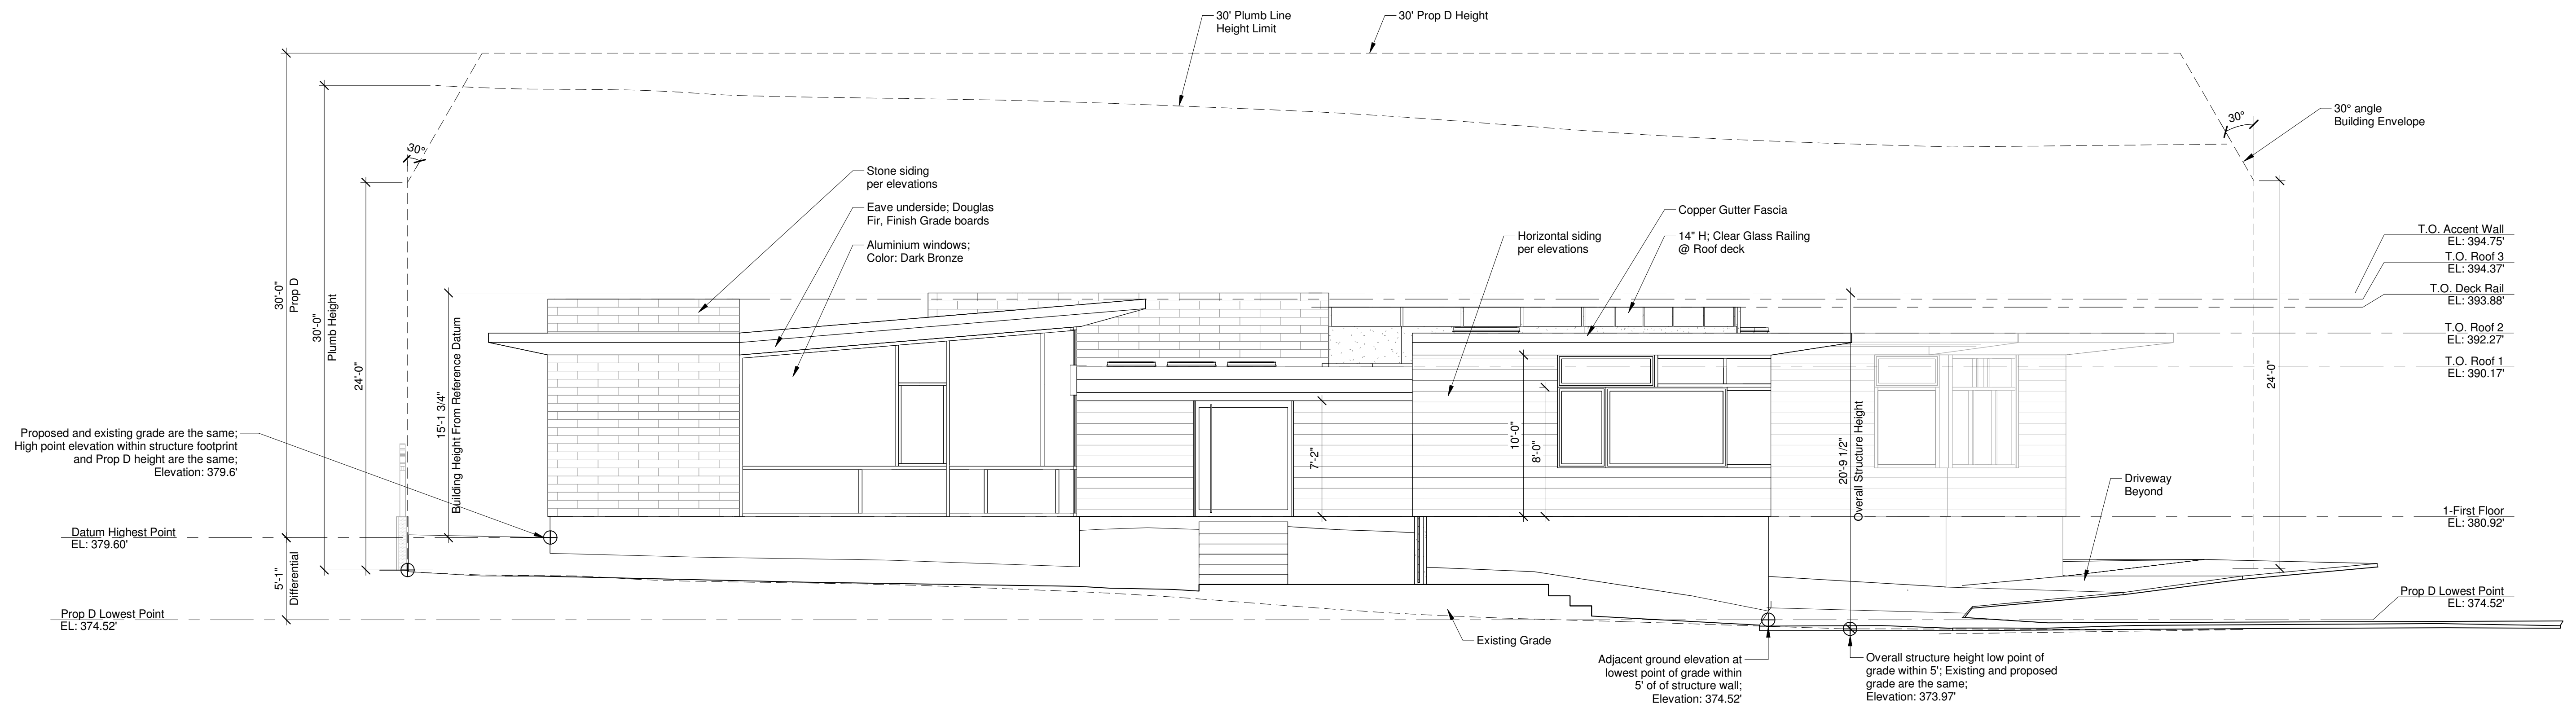 30' Plumb Line
Height Limit
30' Prop D Height
30° angle
Building Envelope
30°
30°
Stone siding
per elevations
Eave underside; Douglas
Fir, Finish Grade boards
Aluminium windows;
Color: Dark Bronze
Horizontal siding
per elevations
Copper Gutter Fascia
14" H; Clear Glass Railing
@ Roof deck
T.O. Accent Wall
EL: 394.75'
T.O. Roof 3
EL: 394.37'
T.O. Deck Rail
EL: 393.88'
T.O. Roof 2
EL: 392.27'
T.O. Roof 1
EL: 390.17'
30'-0"
Prop D
30'-0"
Plumb Height
24'-0"
15'-1 3/4"
Building Height From Reference Datum
7'-2"
10'-0"
8'-0"
20'-9 1/2"
Overall Structure Height
24'-0"
Proposed and existing grade are the same;
High point elevation within structure footprint
and Prop D height are the same;
Elevation: 379.6'
Driveway
Beyond
1-First Floor
EL: 380.92'
Datum Highest Point
EL: 379.60'
5'-1"
Differential
Prop D Lowest Point
EL: 374.52'
Prop D Lowest Point
EL: 374.52'
Existing Grade
Adjacent ground elevation at
lowest point of grade within
5' of of structure wall;
Elevation: 374.52'
Overall structure height low point of
grade within 5'; Existing and proposed
grade are the same;
Elevation: 373.97'